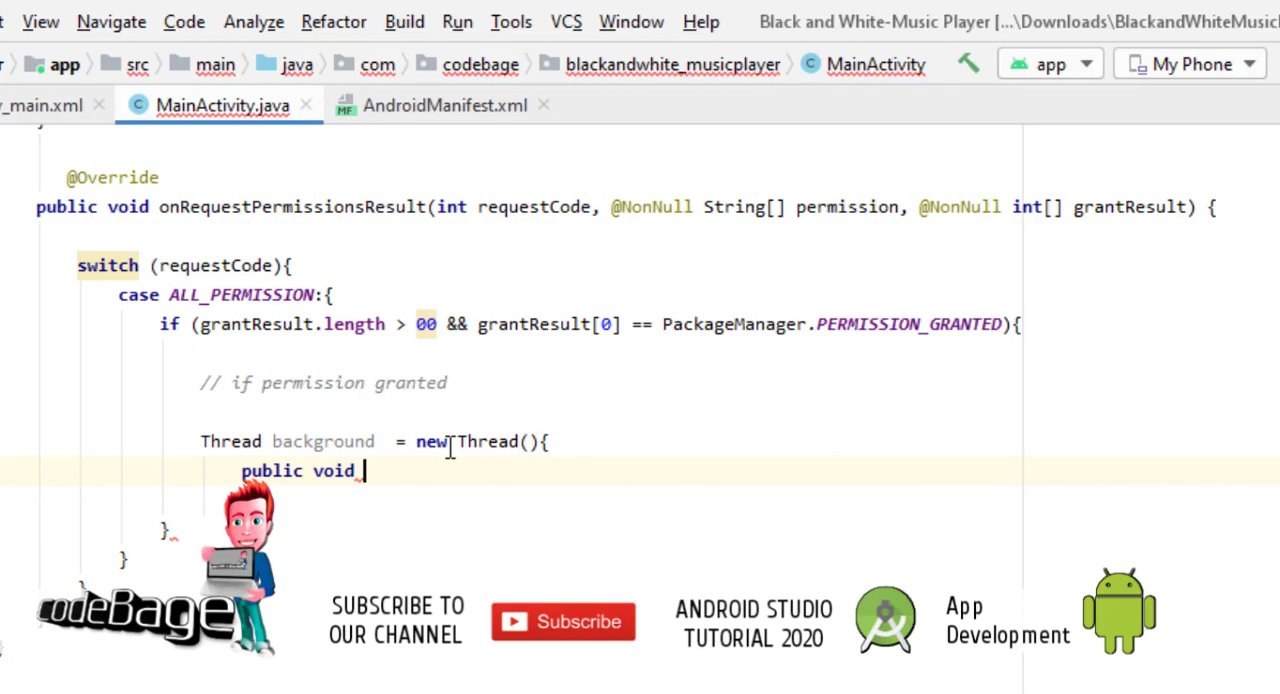 t View Navigate Code Analyze Refactor Build Run Tools VCS Window Help Black and White-Music Player [...\Downloads\BlackandWhiteMusicl
r app src main java com codebage blackandwhite_musicplayer MainActivity app My Phone
y_main.xml MainActivity.java MF AndroidManifest.xml
}
@Override
public void onRequestPermissionsResult(int requestCode, @NonNull String[] permission, @NonNull int[] grantResult) {
switch (requestCode){
case ALL_PERMISSION:{
if (grantResult.length > 00 && grantResult[0] == PackageManager.PERMISSION_GRANTED){
// if permission granted
Thread background = new Thread(){
public void
}
}
}
codeBage
SUBSCRIBE TO
OUR CHANNEL
Subscribe
ANDROID STUDIO
TUTORIAL 2020
App
Development